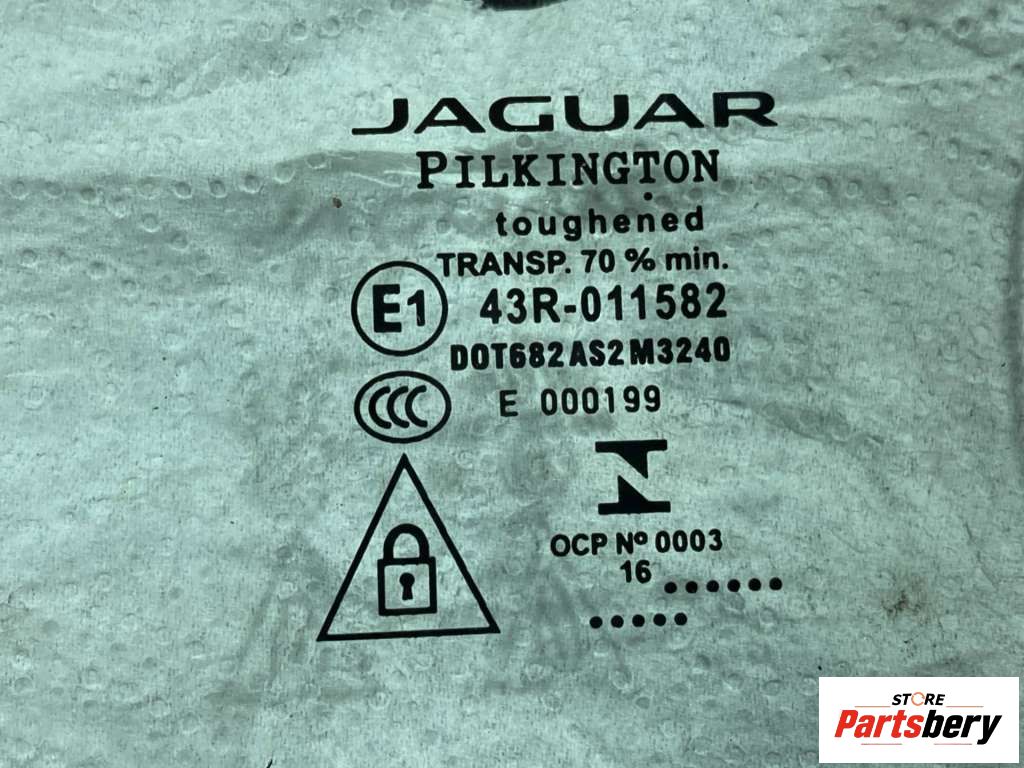 JAGUAR
PILKINGTON
toughened
TRANSP. 70 % min.
E1 43R-011582
DOT682AS2M3240
CCC E 000199
OCP Nº 0003
16 ......
.....
STORE
Partsbery